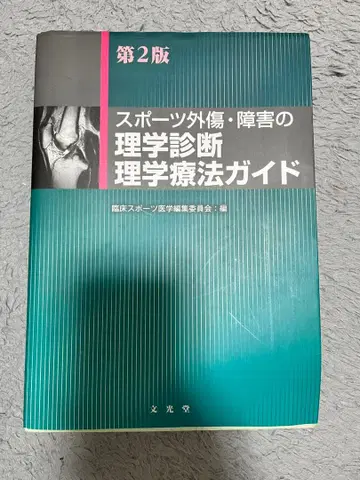 第2版
スポーツ外傷・障害の
理学診断
理学療法ガイド
臨床スポーツ医学編集委員会：編
文光堂